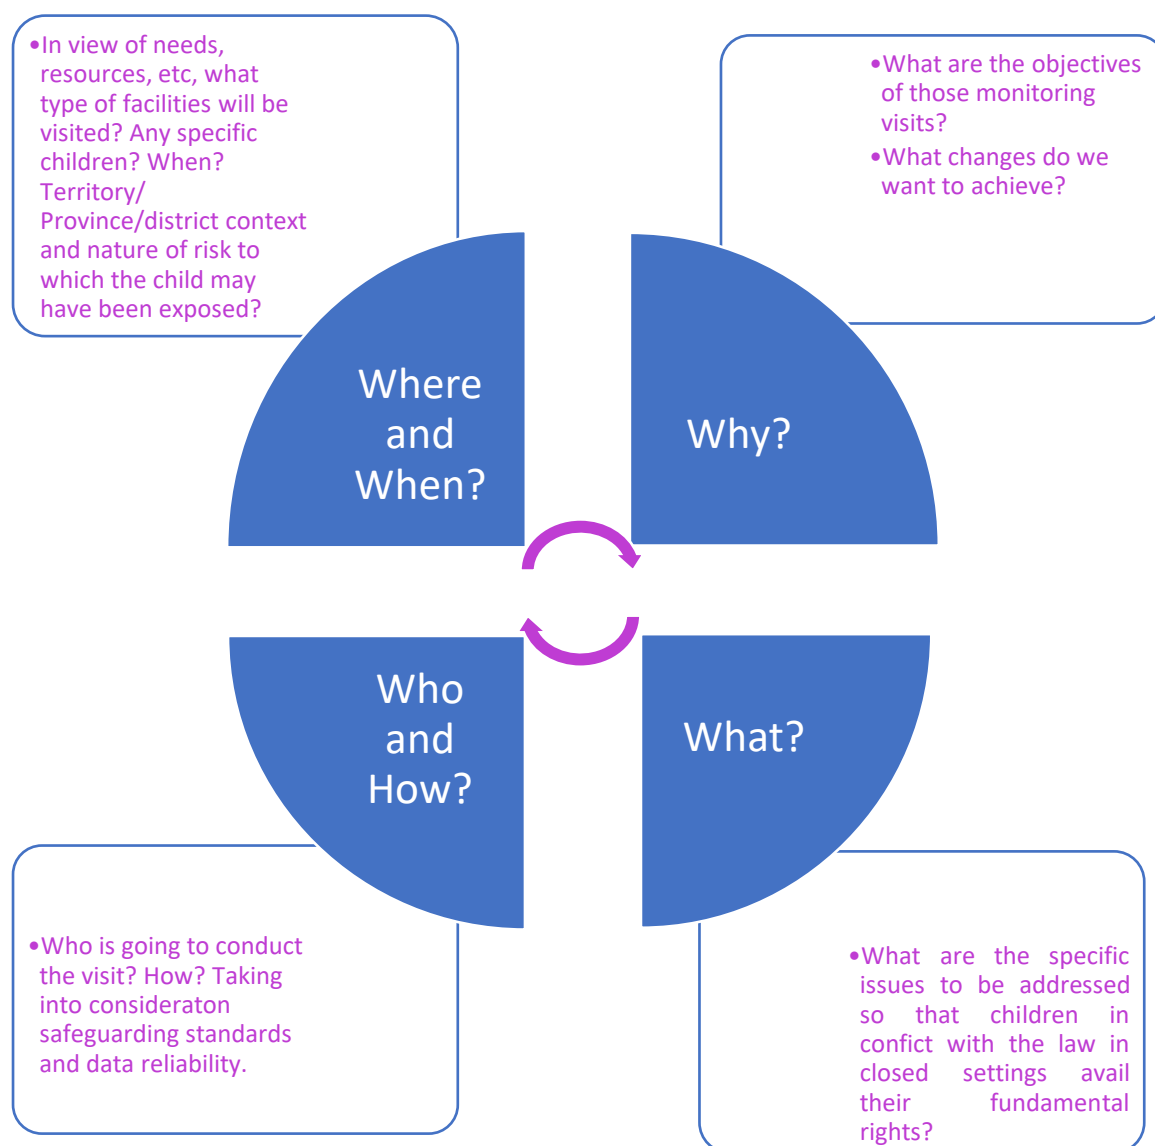 •In view of needs,
resources, etc, what
type of facilities will be
visited? Any specific
children? When?
Territory/
Province/district context
and nature of risk to
which the child may
have been exposed?
•What are the objectives
of those monitoring
visits?
•What changes do we
want to achieve?
Where
and
When?
Why?
Who
and
How?
What?
•Who is going to conduct
the visit? How? Taking
into consideraton
safeguarding standards
and data reliability.
•What are the specific
issues to be addressed
so that children in
confict with the law in
closed settings avail
their fundamental
rights?